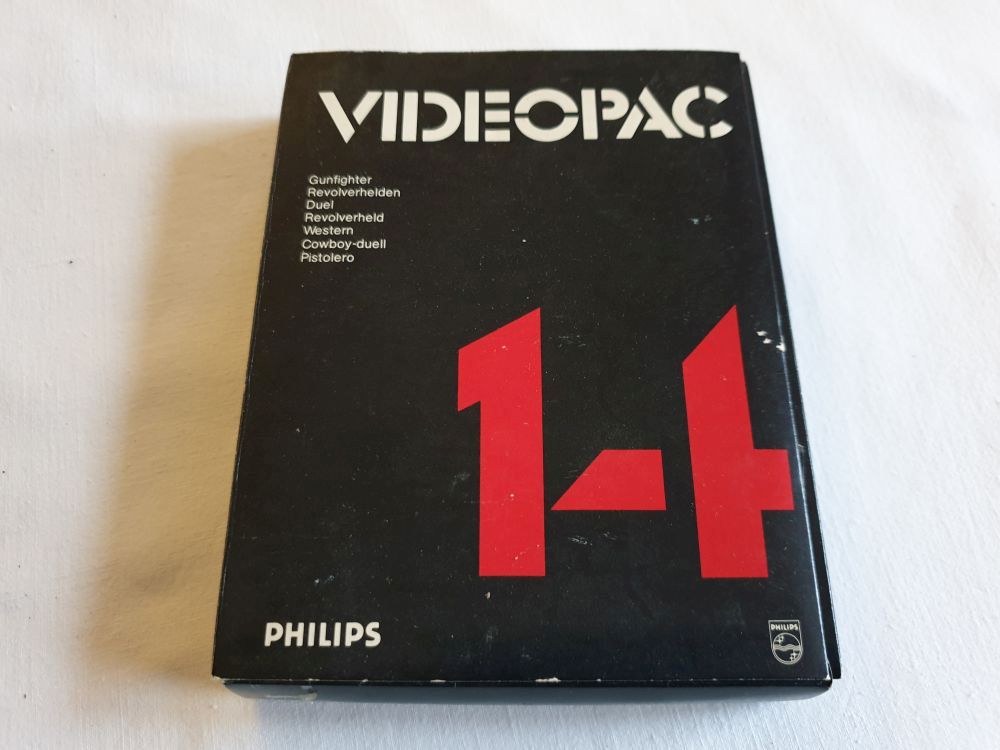 VIDEOPAC
Gunfighter
Revolverhelden
Duel
Revolverheld
Western
Cowboy-duell
Pistolero
14
PHILIPS
PHILIPS